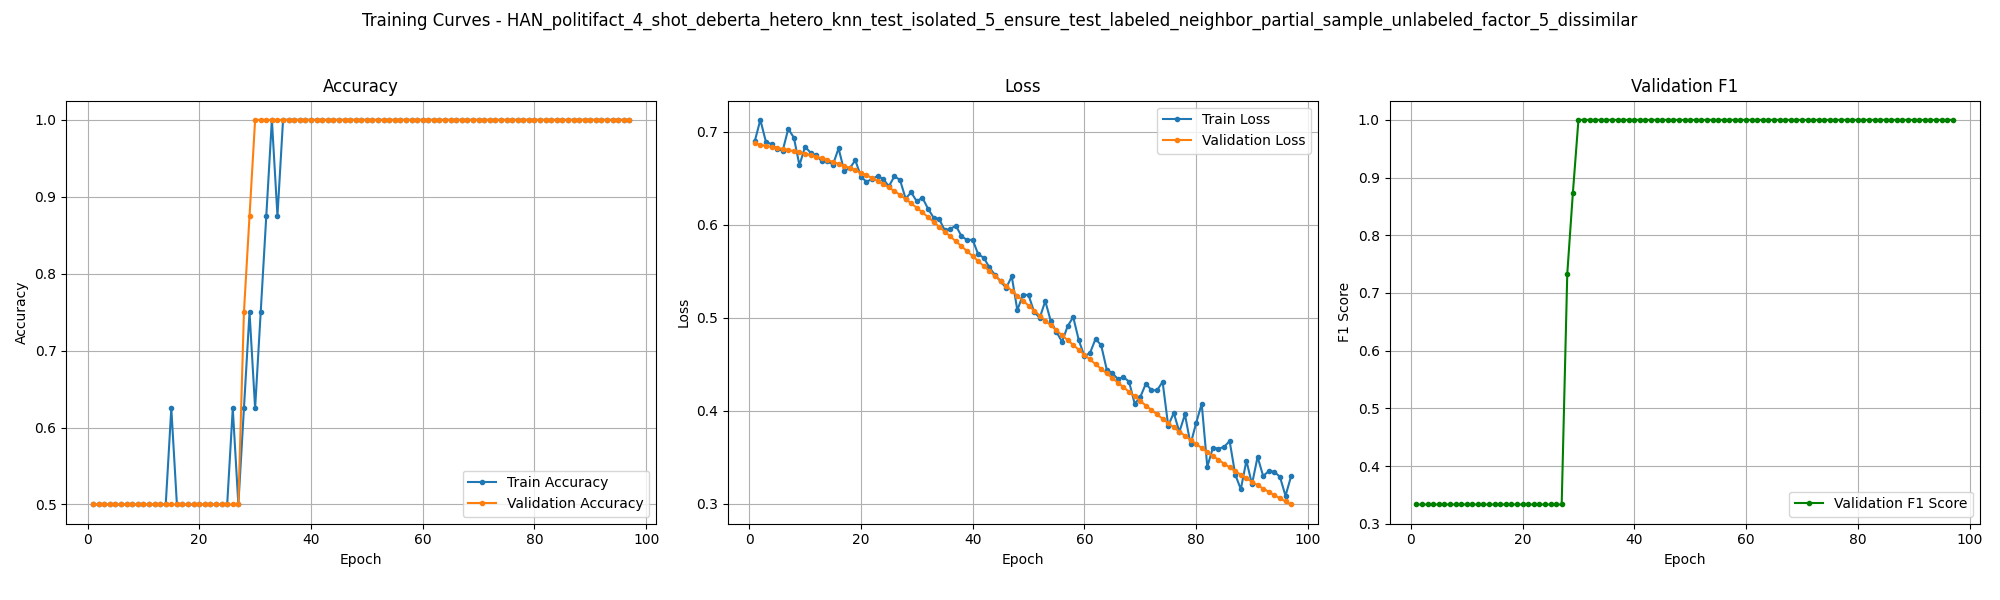 Training Curves - HAN_politifact_4_shot_deberta_hetero_knn_test_isolated_5_ensure_test_labeled_neighbor_partial_sample_unlabeled_factor_5_dissimilar
Accuracy
1.0
0.9
0.8
0.7
0.6
0.5
Accuracy
0 20 40 60 80 100
Epoch
Train Accuracy
Validation Accuracy
Loss
0.7
0.6
0.5
0.4
0.3
Loss
0 20 40 60 80 100
Epoch
Train Loss
Validation Loss
Validation F1
1.0
0.9
0.8
0.7
0.6
0.5
0.4
0.3
F1 Score
0 20 40 60 80 100
Epoch
Validation F1 Score